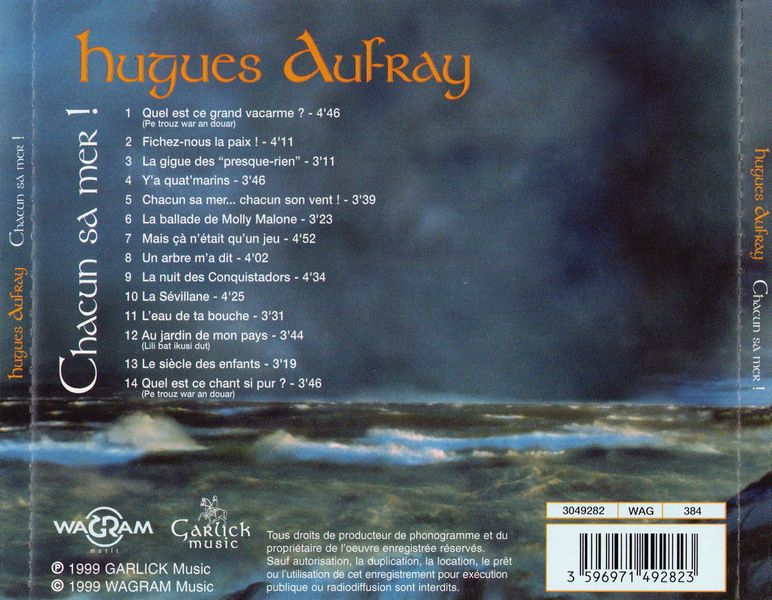 Hugues Aufray
Chacun sa mer !
1 Quel est ce grand vacarme ? - 4'46
(Pe trouz war an douar)
2 Fichez-nous la paix ! - 4'11
3 La gigue des “presque-rien” - 3'11
4 Y'a quat'marins - 3'46
5 Chacun sa mer... chacun son vent ! - 3'39
6 La ballade de Molly Malone - 3'23
7 Mais çà n'était qu'un jeu - 4'52
8 Un arbre m'a dit - 4'02
9 La nuit des Conquistadors - 4'34
10 La Sévillane - 4'25
11 L'eau de ta bouche - 3'31
12 Au jardin de mon pays - 3'44
(Lili bat ikusi dut)
13 Le siècle des enfants - 3'19
14 Quel est ce chant si pur ? - 3'46
(Pe trouz war an douar)
Hugues Aufray Chacun sa mer !
Hugues Aufray Chacun sa mer !
WAGRAM
music
Garlick
music
℗ 1999 GARLICK Music
© 1999 WAGRAM Music
Tous droits de producteur de phonogramme et du
propriétaire de l'oeuvre enregistrée réservés.
Sauf autorisation, la duplication, la location, le prêt
ou l'utilisation de cet enregistrement pour exécution
publique ou radiodiffusion sont interdits.
3049282 WAG 384
3 596971 492823